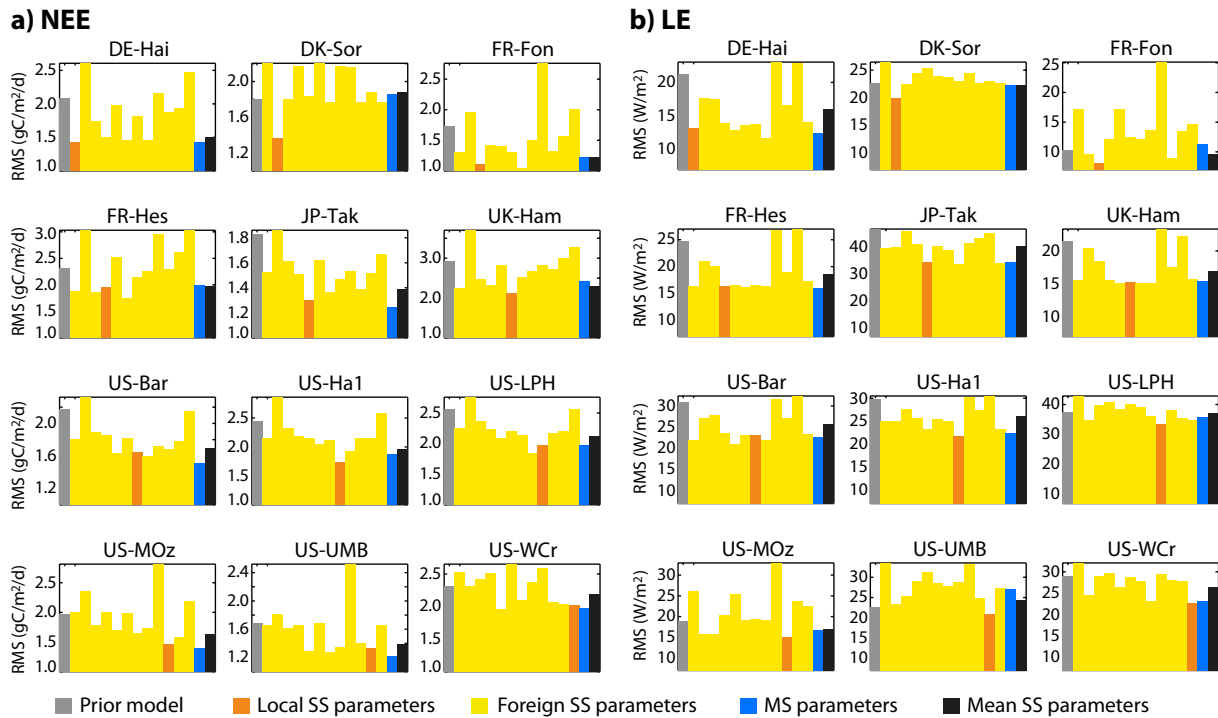 a) NEE
b) LE
DE-Hai DK-Sor FR-Fon DE-Hai DK-Sor FR-Fon
RMS (gC/m²/d) 2.5 2.0 1.5 1.0
2.0 1.6 1.2
2.5 2.0 1.5 1.0
RMS (W/m²) 20 15 10
25 20 15 10
25 20 15 10
FR-Hes JP-Tak UK-Ham FR-Hes JP-Tak UK-Ham
RMS (gC/m²/d) 3.0 2.5 2.0 1.5 1.0
1.8 1.6 1.4 1.2 1.0
3.0 2.0 1.0
RMS (W/m²) 25 20 15 10
40 30 20 10
20 15 10
US-Bar US-Ha1 US-LPH US-Bar US-Ha1 US-LPH
RMS (gC/m²/d) 2.0 1.6 1.2
2.5 2.0 1.5 1.0
2.5 2.0 1.5 1.0
RMS (W/m²) 30 25 20 15 10
30 25 20 15 10
40 30 20 10
US-MOz US-UMB US-WCr US-MOz US-UMB US-WCr
RMS (gC/m²/d) 2.5 2.0 1.5 1.0
2.4 2.0 1.6 1.2
2.5 2.0 1.5 1.0
RMS (W/m²) 30 25 20 15 10
30 25 20 15 10
30 25 20 15 10
Prior model Local SS parameters Foreign SS parameters MS parameters Mean SS parameters